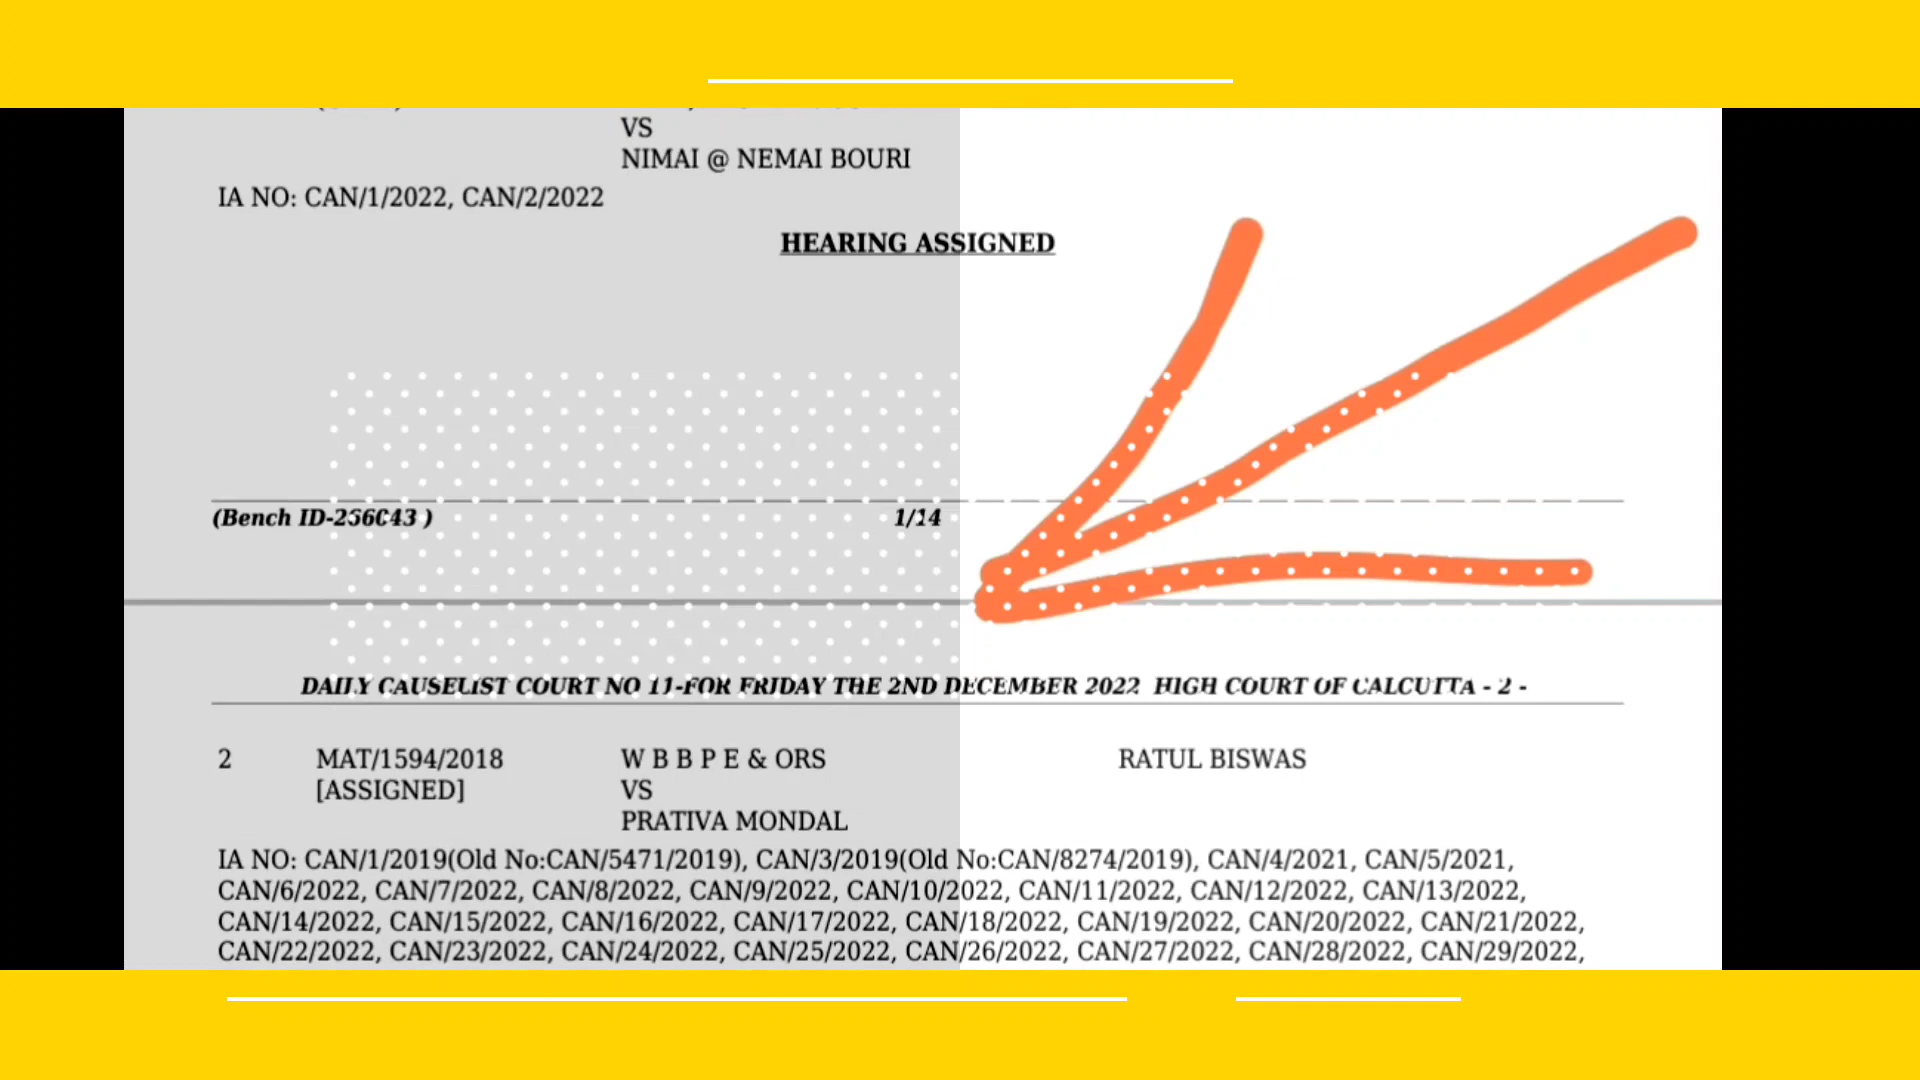 VS
NIMAI @ NEMAI BOURI
IA NO: CAN/1/2022, CAN/2/2022
HEARING ASSIGNED
(Bench ID-256043 ) 1/14
DAILY CAUSELIST COURT NO 11-FOR FRIDAY THE 2ND DECEMBER 2022 HIGH COURT OF CALCUTTA - 2 -
2 MAT/1594/2018 W B B P E & ORS RATUL BISWAS
[ASSIGNED] VS
PRATIVA MONDAL
IA NO: CAN/1/2019(Old No:CAN/5471/2019), CAN/3/2019(Old No:CAN/8274/2019), CAN/4/2021, CAN/5/2021,
CAN/6/2022, CAN/7/2022, CAN/8/2022, CAN/9/2022, CAN/10/2022, CAN/11/2022, CAN/12/2022, CAN/13/2022,
CAN/14/2022, CAN/15/2022, CAN/16/2022, CAN/17/2022, CAN/18/2022, CAN/19/2022, CAN/20/2022, CAN/21/2022,
CAN/22/2022, CAN/23/2022, CAN/24/2022, CAN/25/2022, CAN/26/2022, CAN/27/2022, CAN/28/2022, CAN/29/2022,